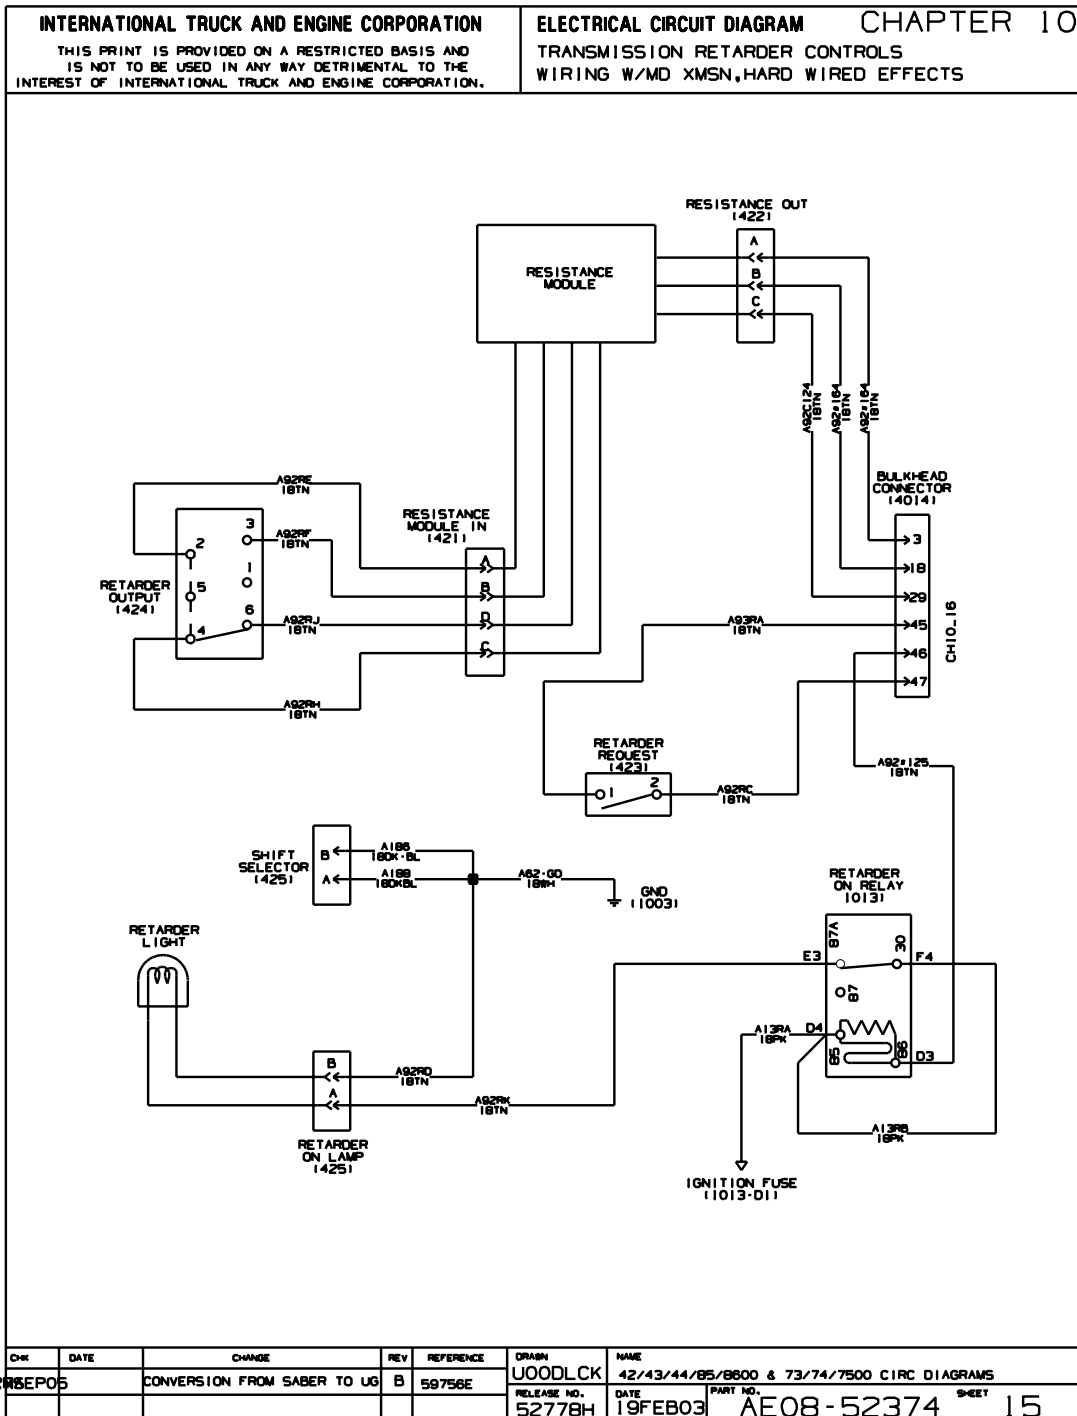 INTERNATIONAL TRUCK AND ENGINE CORPORATION
THIS PRINT IS PROVIDED ON A RESTRICTED BASIS AND
IS NOT TO BE USED IN ANY WAY DETRIMENTAL TO THE
INTEREST OF INTERNATIONAL TRUCK AND ENGINE CORPORATION.
ELECTRICAL CIRCUIT DIAGRAM
CHAPTER 10
TRANSMISSION RETARDER CONTROLS
WIRING W/MD XMSN,HARD WIRED EFFECTS
RESISTANCE OUT
(422)
A
B
C
RESISTANCE
MODULE
A92C124
18TN
A92*164
18TN
A92*164
18TN
BULKHEAD
CONNECTOR
(4014)
3
18
29
45
46
47
CH10_16
A92RE
18TN
RESISTANCE
MODULE IN
(421)
A
B
D
C
A92RF
18TN
3
2
1
5
6
4
RETARDER
OUTPUT
(424)
A92RJ
18TN
A92RH
18TN
A93RA
18TN
RETARDER
REQUEST
(423)
1
2
A92RC
18TN
A92*125
18TN
SHIFT
SELECTOR
(425)
B
A
A186
18DK-BL
A188
18DKBL
A62-GD
18WH
GND
(1003)
RETARDER
ON RELAY
(1013)
87A
30
E3
F4
87
D4
85
86
D3
A13RA
18PK
A13RB
18PK
IGNITION FUSE
(1013-D1)
RETARDER
LIGHT
B
A
A92RD
18TN
A92RK
18TN
RETARDER
ON LAMP
(425)
CHK
DATE
CHANGE
REV
REFERENCE
DRAWN
NAME
SEP05
CONVERSION FROM SABER TO UG
B
59756E
UOODLCK
42/43/44/85/8600 & 73/74/7500 CIRC DIAGRAMS
RELEASE NO.
DATE
PART NO.
SHEET
52778H
19FEB03
AE08-52374
15